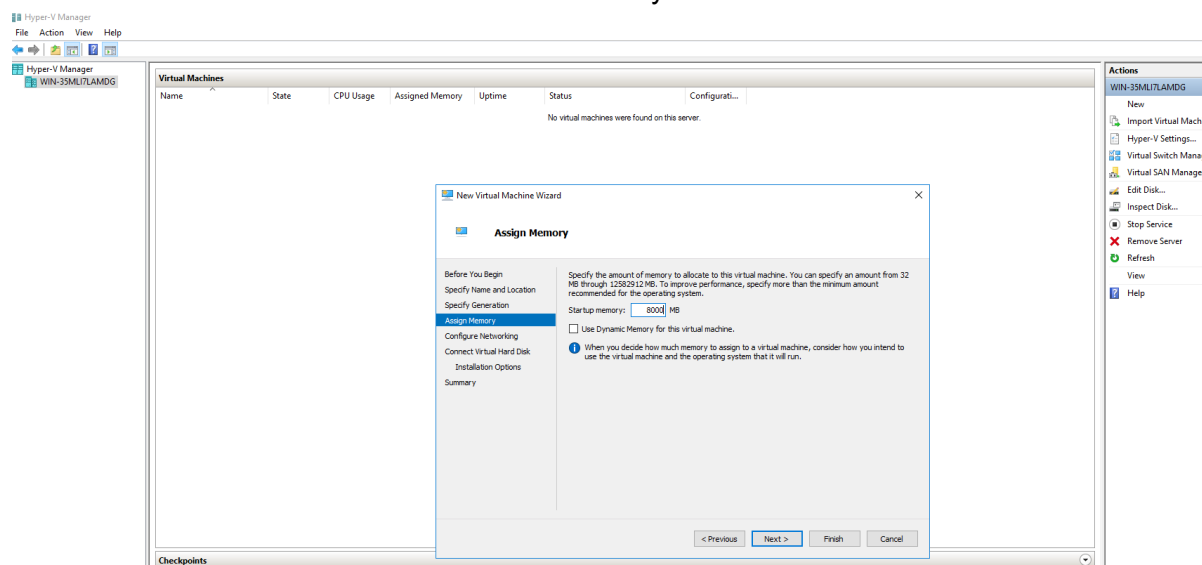 Hyper-V Manager
File Action View Help
Hyper-V Manager
WIN-35MLI7LAMDG
Virtual Machines
Name State CPU Usage Assigned Memory Uptime Status Configurati...
No virtual machines were found on this server.
New Virtual Machine Wizard
Assign Memory
Before You Begin
Specify Name and Location
Specify Generation
Assign Memory
Configure Networking
Connect Virtual Hard Disk
Installation Options
Summary
Specify the amount of memory to allocate to this virtual machine. You can specify an amount from 32
MB through 12582912 MB. To improve performance, specify more than the minimum amount
recommended for the operating system.
Startup memory: 8000 MB
Use Dynamic Memory for this virtual machine.
When you decide how much memory to assign to a virtual machine, consider how you intend to
use the virtual machine and the operating system that it will run.
< Previous Next > Finish Cancel
Checkpoints
Actions
WIN-35MLI7LAMDG
New
Import Virtual Mach
Hyper-V Settings...
Virtual Switch Mana
Virtual SAN Manage
Edit Disk...
Inspect Disk...
Stop Service
Remove Server
Refresh
View
Help